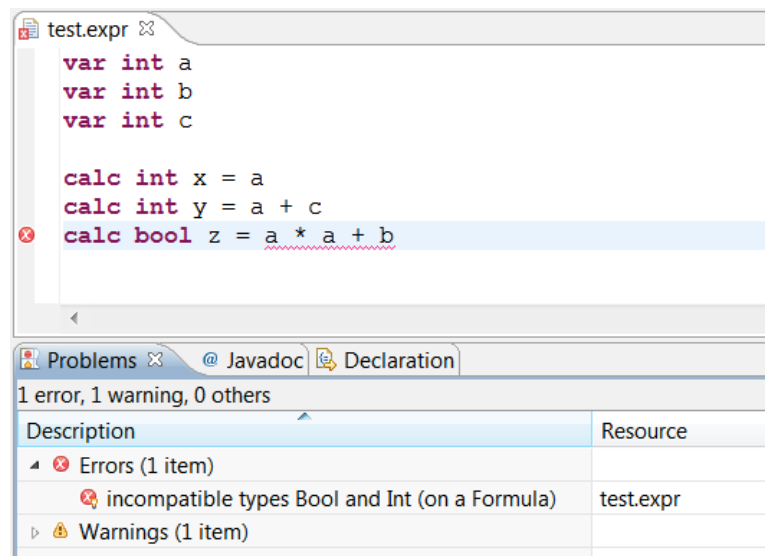 test.expr
var int a
var int b
var int c
calc int x = a
calc int y = a + c
calc bool z = a * a + b
Problems @ Javadoc Declaration
1 error, 1 warning, 0 others
Description Resource
Errors (1 item)
incompatible types Bool and Int (on a Formula) test.expr
Warnings (1 item)